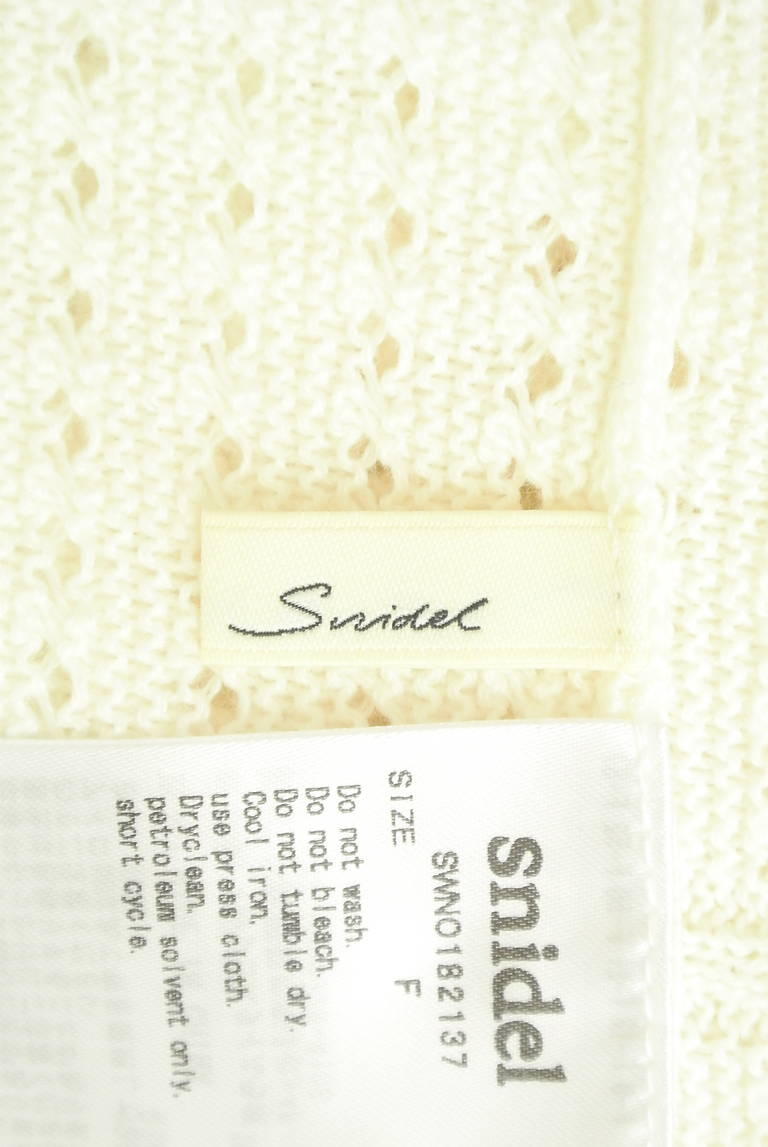 Snidel
snidel
SWNO182137
SIZE F
Do not wash.
Do not bleach.
Do not tumble dry.
Cool iron.
use press cloth.
Dryclean.
petroleum solvent only.
short cycle.